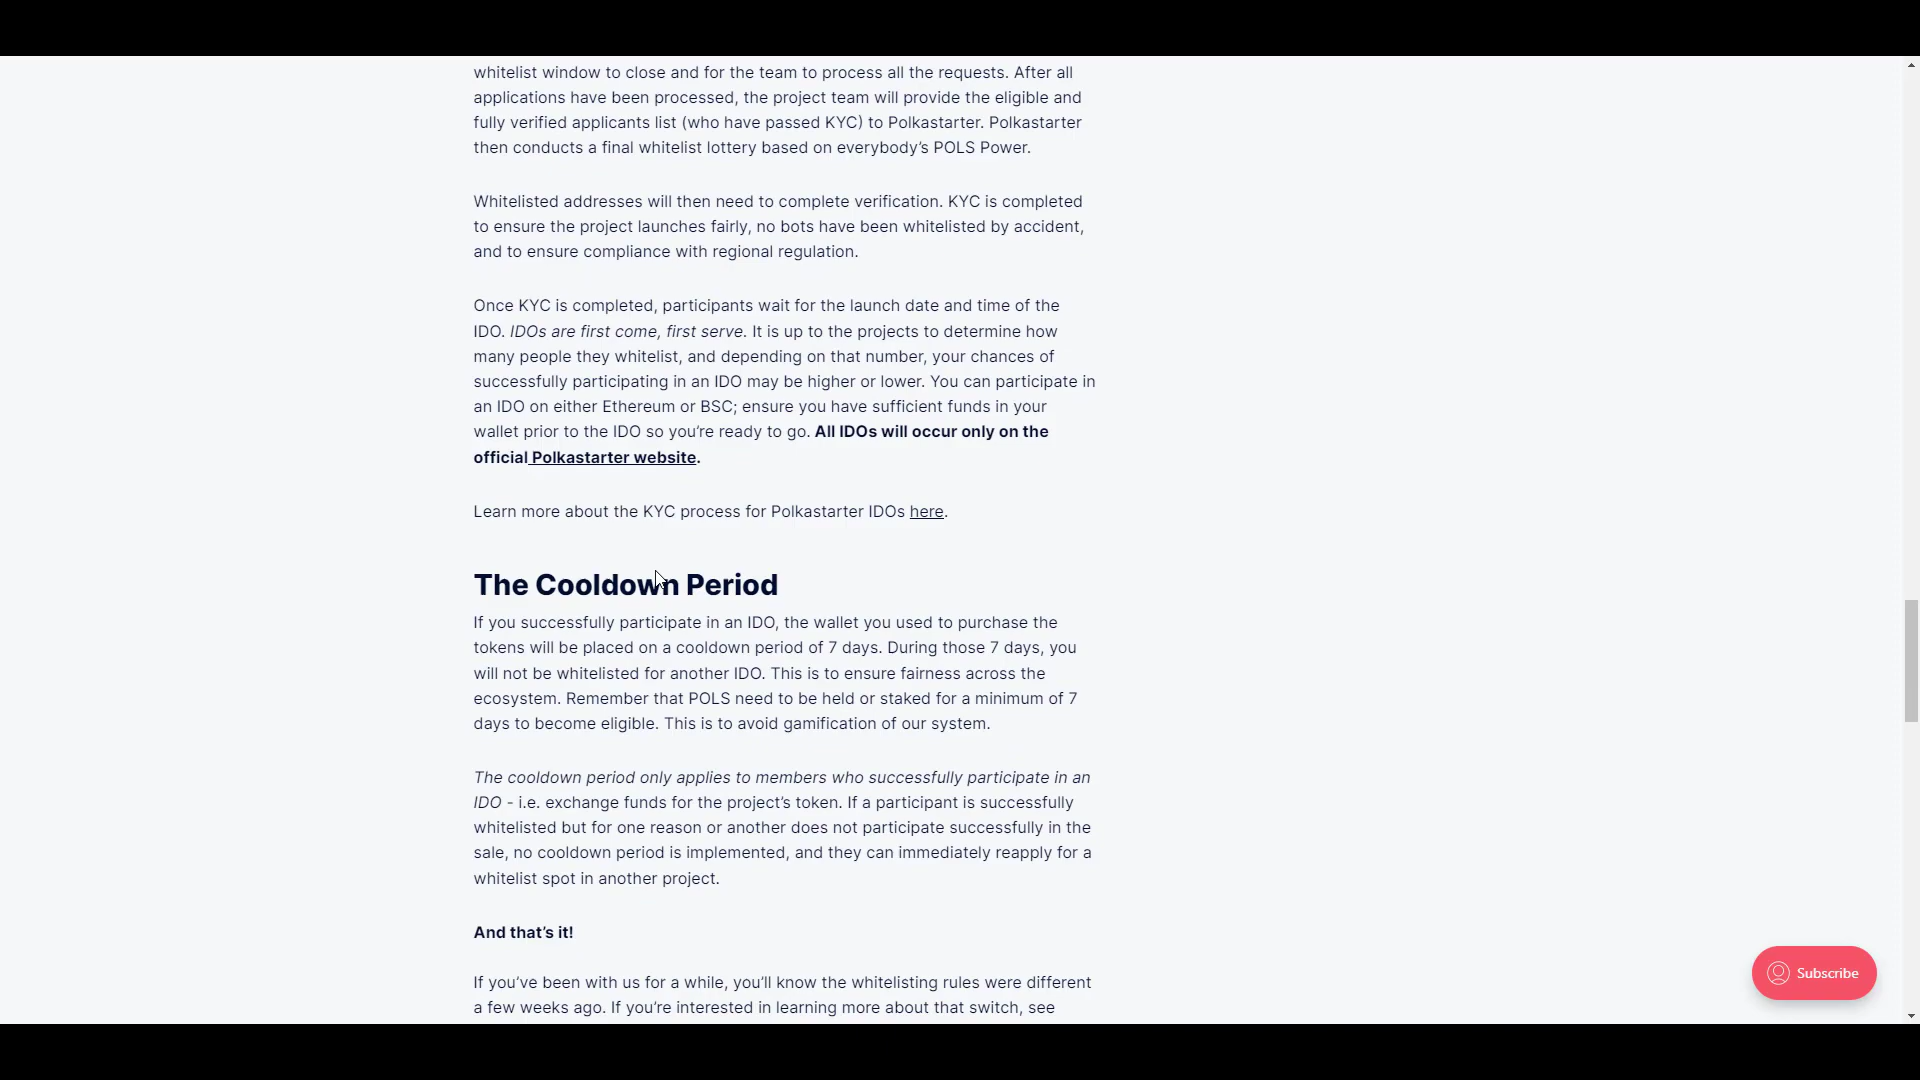 whitelist window to close and for the team to process all the requests. After all
applications have been processed, the project team will provide the eligible and
fully verified applicants list (who have passed KYC) to Polkastarter. Polkastarter
then conducts a final whitelist lottery based on everybody’s POLS Power.
Whitelisted addresses will then need to complete verification. KYC is completed
to ensure the project launches fairly, no bots have been whitelisted by accident,
and to ensure compliance with regional regulation.
Once KYC is completed, participants wait for the launch date and time of the
IDO. IDOs are first come, first serve. It is up to the projects to determine how
many people they whitelist, and depending on that number, your chances of
successfully participating in an IDO may be higher or lower. You can participate in
an IDO on either Ethereum or BSC; ensure you have sufficient funds in your
wallet prior to the IDO so you’re ready to go. All IDOs will occur only on the
official Polkastarter website.
Learn more about the KYC process for Polkastarter IDOs here.
The Cooldown Period
If you successfully participate in an IDO, the wallet you used to purchase the
tokens will be placed on a cooldown period of 7 days. During those 7 days, you
will not be whitelisted for another IDO. This is to ensure fairness across the
ecosystem. Remember that POLS need to be held or staked for a minimum of 7
days to become eligible. This is to avoid gamification of our system.
The cooldown period only applies to members who successfully participate in an
IDO - i.e. exchange funds for the project’s token. If a participant is successfully
whitelisted but for one reason or another does not participate successfully in the
sale, no cooldown period is implemented, and they can immediately reapply for a
whitelist spot in another project.
And that’s it!
If you’ve been with us for a while, you’ll know the whitelisting rules were different
a few weeks ago. If you’re interested in learning more about that switch, see
Subscribe